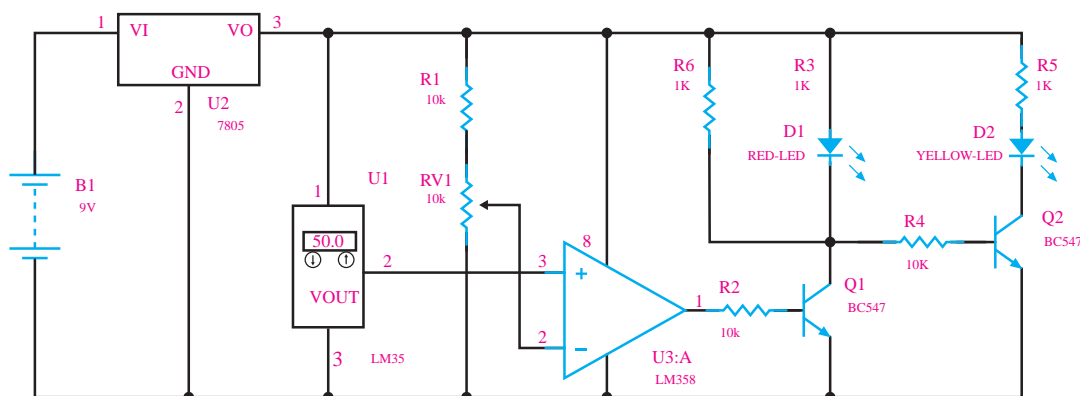 1
VI
VO
3
GND
2
U2
7805
B1
9V
U1
1
50.0
VOUT
2
3
LM35
R1
10k
RV1
10k
8
3
2
1
U3:A
LM358
R2
10k
R6
1K
R3
1K
D1
RED-LED
Q1
BC547
R4
10K
R5
1K
D2
YELLOW-LED
Q2
BC547